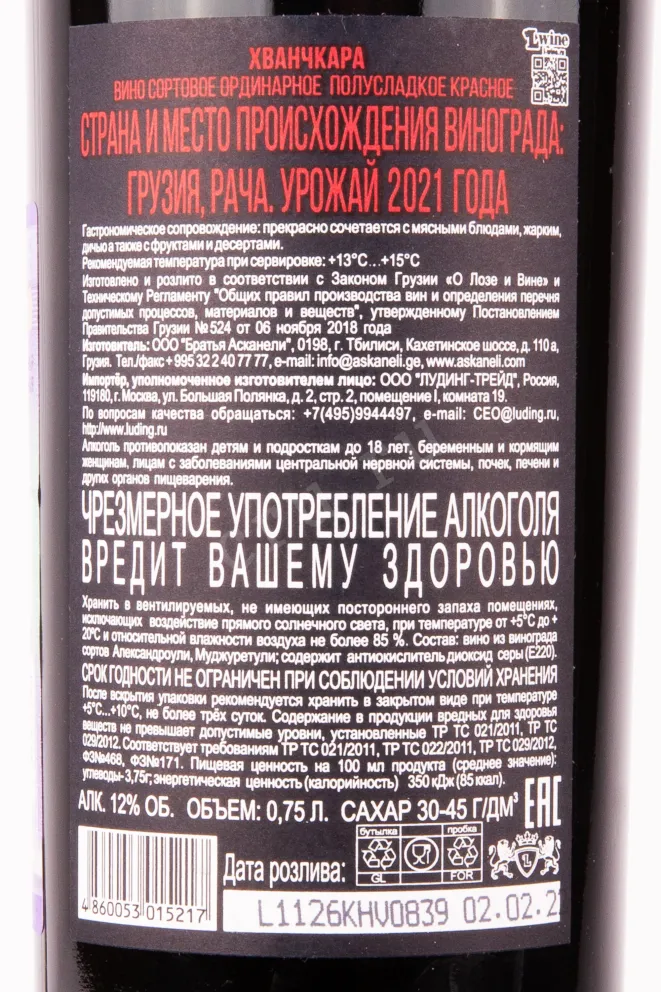 Lwine
ХВАНЧКАРА
ВИНО СОРТОВОЕ ОРДИНАРНОЕ ПОЛУСЛАДКОЕ КРАСНОЕ
СТРАНА И МЕСТО ПРОИСХОЖДЕНИЯ ВИНОГРАДА:
ГРУЗИЯ, РАЧА. УРОЖАЙ 2021 ГОДА
Гастрономическое сопровождение: прекрасно сочетается с мясными блюдами, жарким,
дичью а также с фруктами и десертами.
Рекомендуемая температура при сервировке: +13°С...+15°С
Изготовлено и розлито в соответствии с Законом Грузии «О Лозе и Вине» и
Техническому Регламенту "Общих правил производства вин и определения перечня
допустимых процессов, материалов и веществ", утвержденному Постановлением
Правительства Грузии №524 от 06 ноября 2018 года
Изготовитель: ООО "Братья Асканели", 0198, г. Тбилиси, Кахетинское шоссе, д. 110 а,
Грузия. Тел./факс +995 32 2 40 77 77, e-mail: info@askaneli.ge, www.askaneli.com
Импортёр, уполномоченное изготовителем лицо: ООО "ЛУДИНГ-ТРЕЙД", Россия,
119180, г. Москва, ул. Большая Полянка, д. 2, стр. 2, помещение I, комната 19.
По вопросам качества обращаться: +7(495)9944497, e-mail: CEO@luding.ru,
http://www.luding.ru
Алкоголь противопоказан детям и подросткам до 18 лет, беременным и кормящим
женщинам, лицам с заболеваниями центральной нервной системы, почек, печени и
других органов пищеварения.
ЧРЕЗМЕРНОЕ УПОТРЕБЛЕНИЕ АЛКОГОЛЯ
ВРЕДИТ ВАШЕМУ ЗДОРОВЬЮ
Хранить в вентилируемых, не имеющих постороннего запаха помещениях,
исключающих воздействие прямого солнечного света, при температуре от +5°С до +
20°С и относительной влажности воздуха не более 85 %. Состав: вино из винограда
сортов Александроули, Муджуретули; содержит антиокислитель диоксид серы (Е220).
СРОК ГОДНОСТИ НЕ ОГРАНИЧЕН ПРИ СОБЛЮДЕНИИ УСЛОВИЙ ХРАНЕНИЯ
После вскрытия упаковки рекомендуется хранить в закрытом виде при температуре
+5°С...+10°С, не более трёх суток. Содержание в продукции вредных для здоровья
веществ не превышает допустимые уровни, установленные ТР ТС 021/2011, ТР ТС
029/2012. Соответствует требованиям ТР ТС 021/2011, ТР ТС 022/2011, ТР ТС 029/2012,
ФЗ№468, ФЗ№171. Пищевая ценность на 100 мл продукта (среднее значение):
углеводы- 3,75г; энергетическая ценность (калорийность) 350 кДж (85 ккал).
АЛК. 12% ОБ. ОБЪЕМ: 0,75 Л. САХАР 30-45 Г/ДМ³
EAC
бутылка пробка
GL FOR
L
Дата розлива:
4 860053 015217
L1126KHV0839 02.02.2